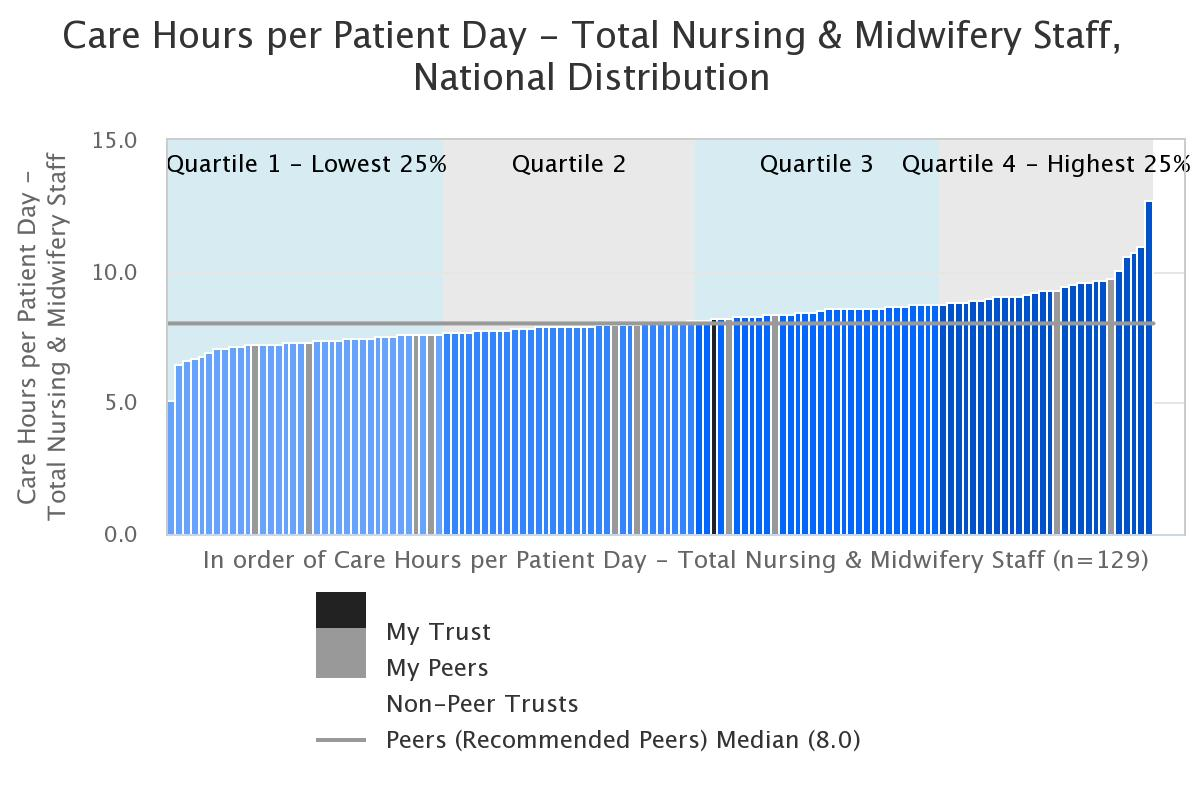 Care Hours per Patient Day – Total Nursing & Midwifery Staff,
National Distribution
Care Hours per Patient Day –
Total Nursing & Midwifery Staff
15.0
10.0
5.0
0.0
Quartile 1 – Lowest 25%
Quartile 2
Quartile 3
Quartile 4 – Highest 25%
In order of Care Hours per Patient Day – Total Nursing & Midwifery Staff (n=129)
My Trust
My Peers
Non–Peer Trusts
Peers (Recommended Peers) Median (8.0)